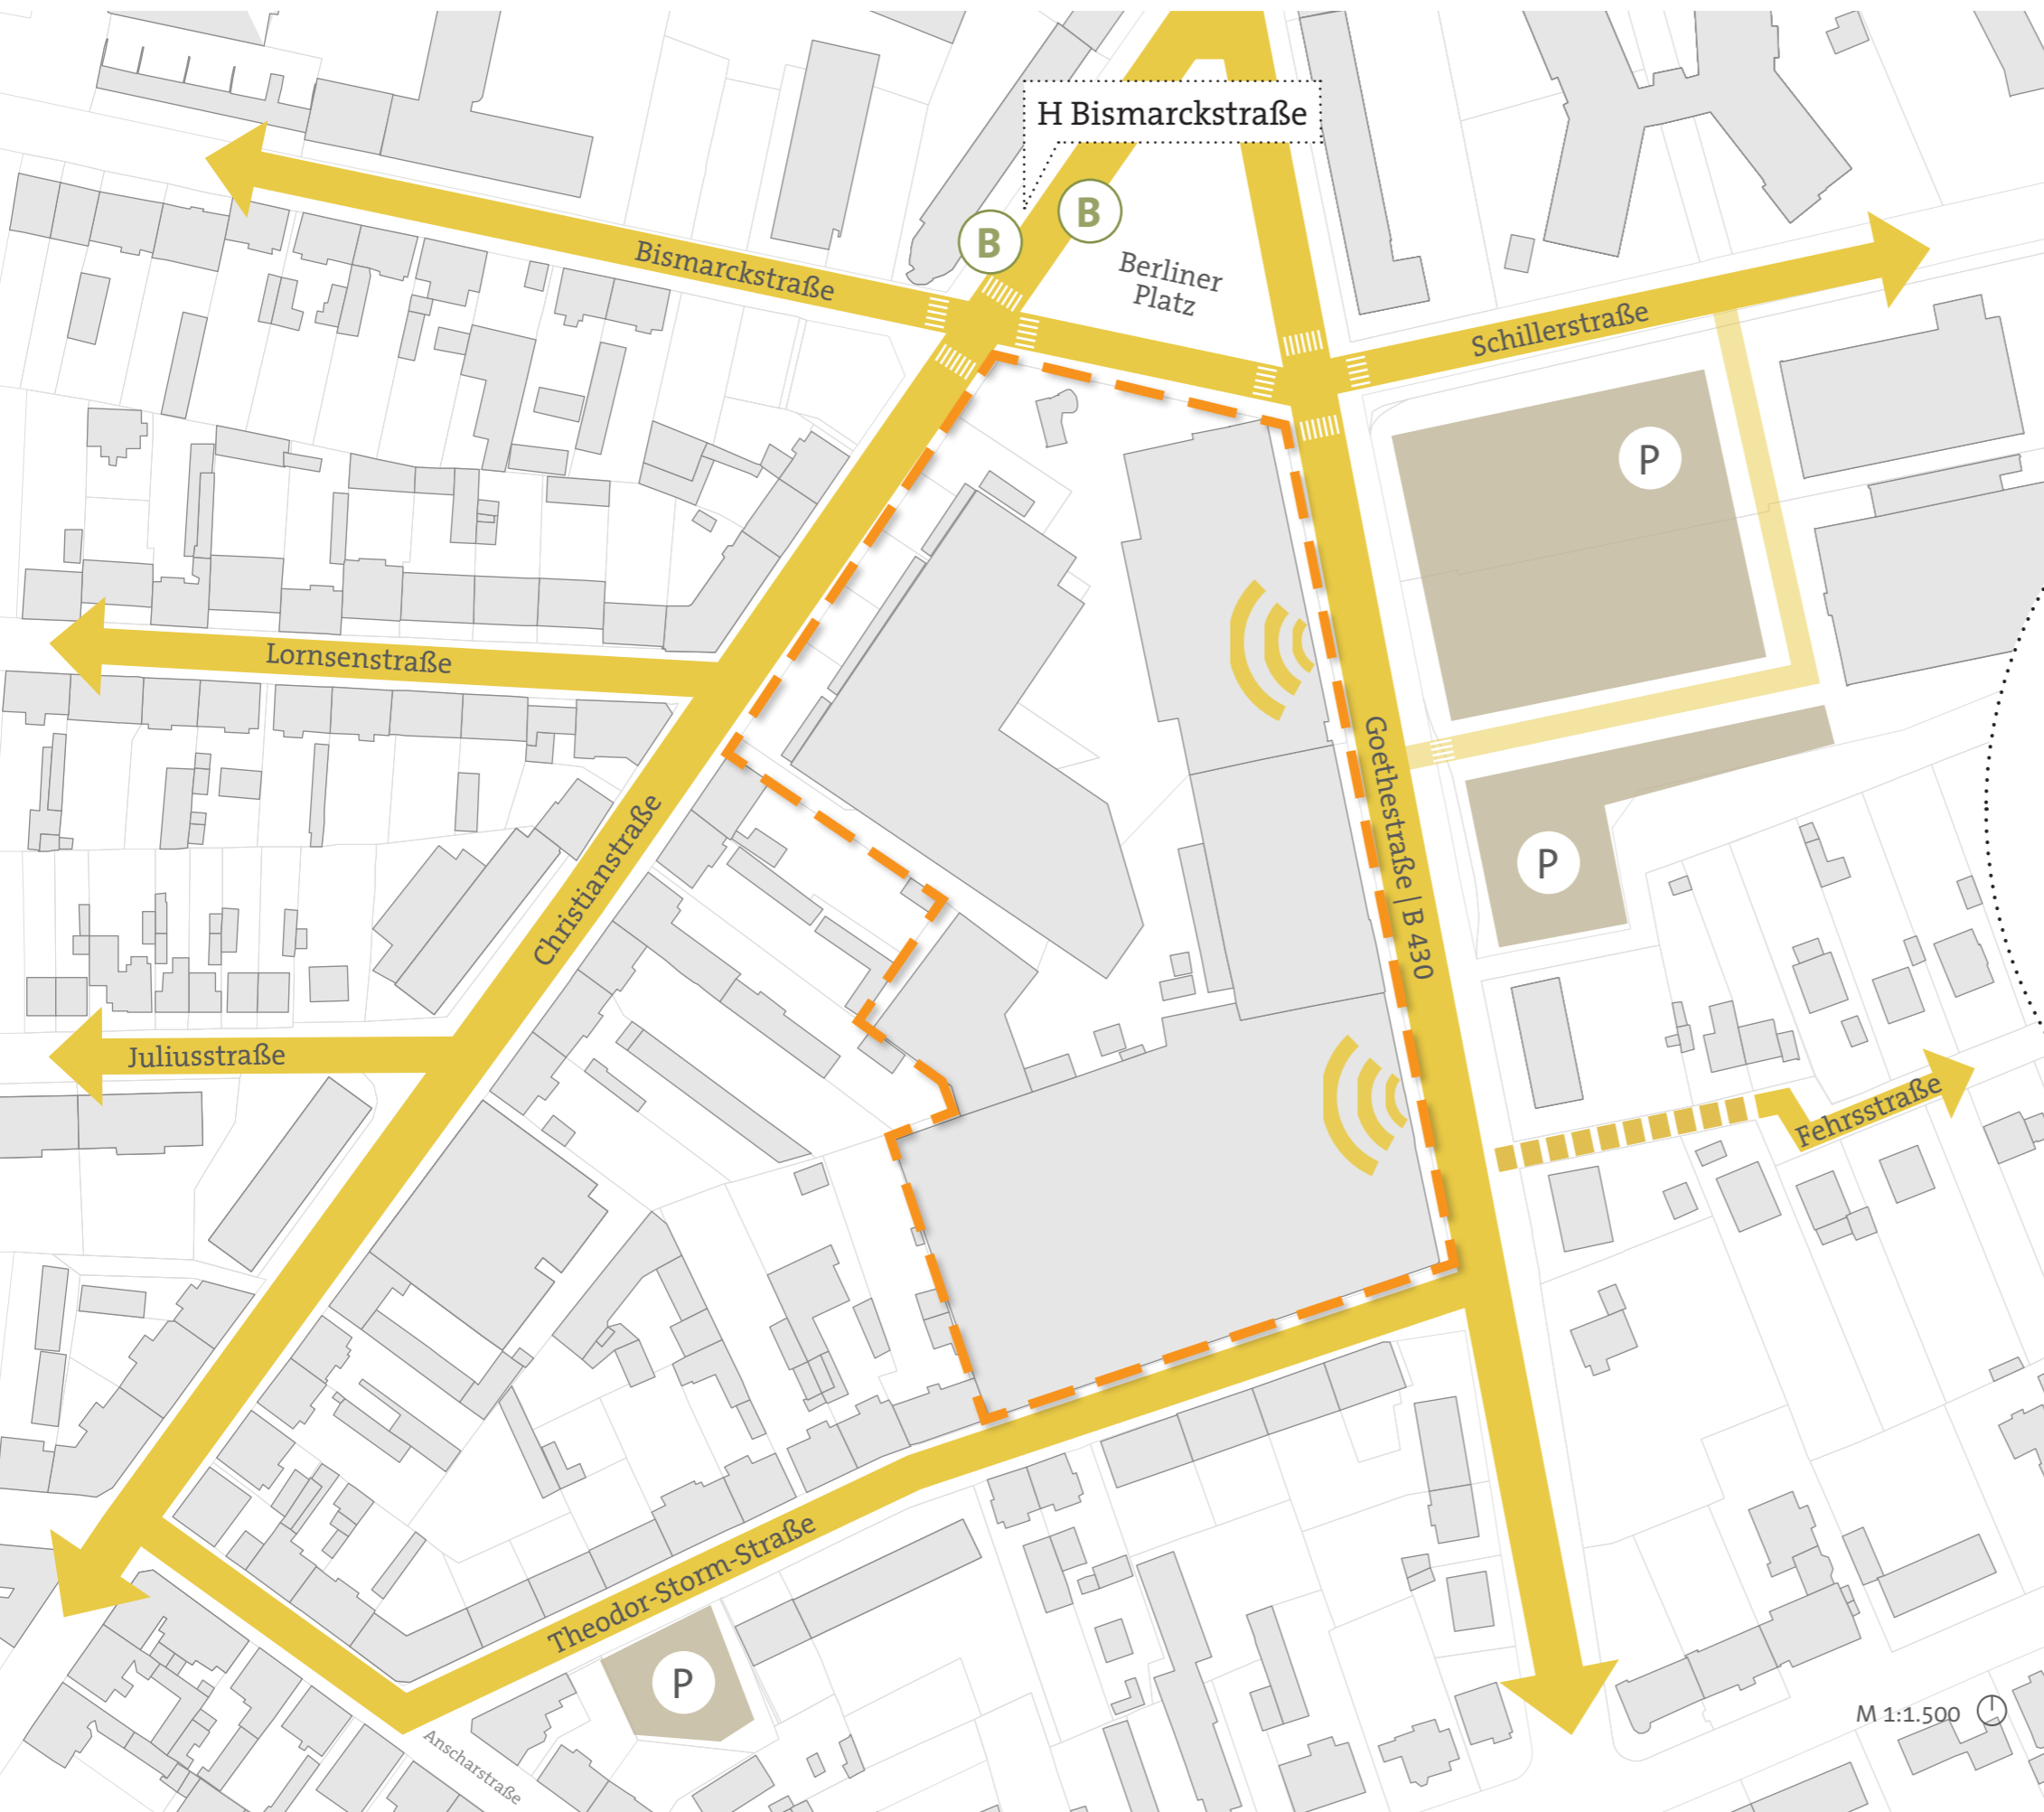 H Bismarckstraße
B
B
Bismarckstraße
Berliner
Platz
Schillerstraße
P
Lornsenstraße
Goethestraße | B 430
Christianstraße
P
Juliusstraße
Fehrsstraße
Theodor-Storm-Straße
P
Anscharstraße
M 1:1.500